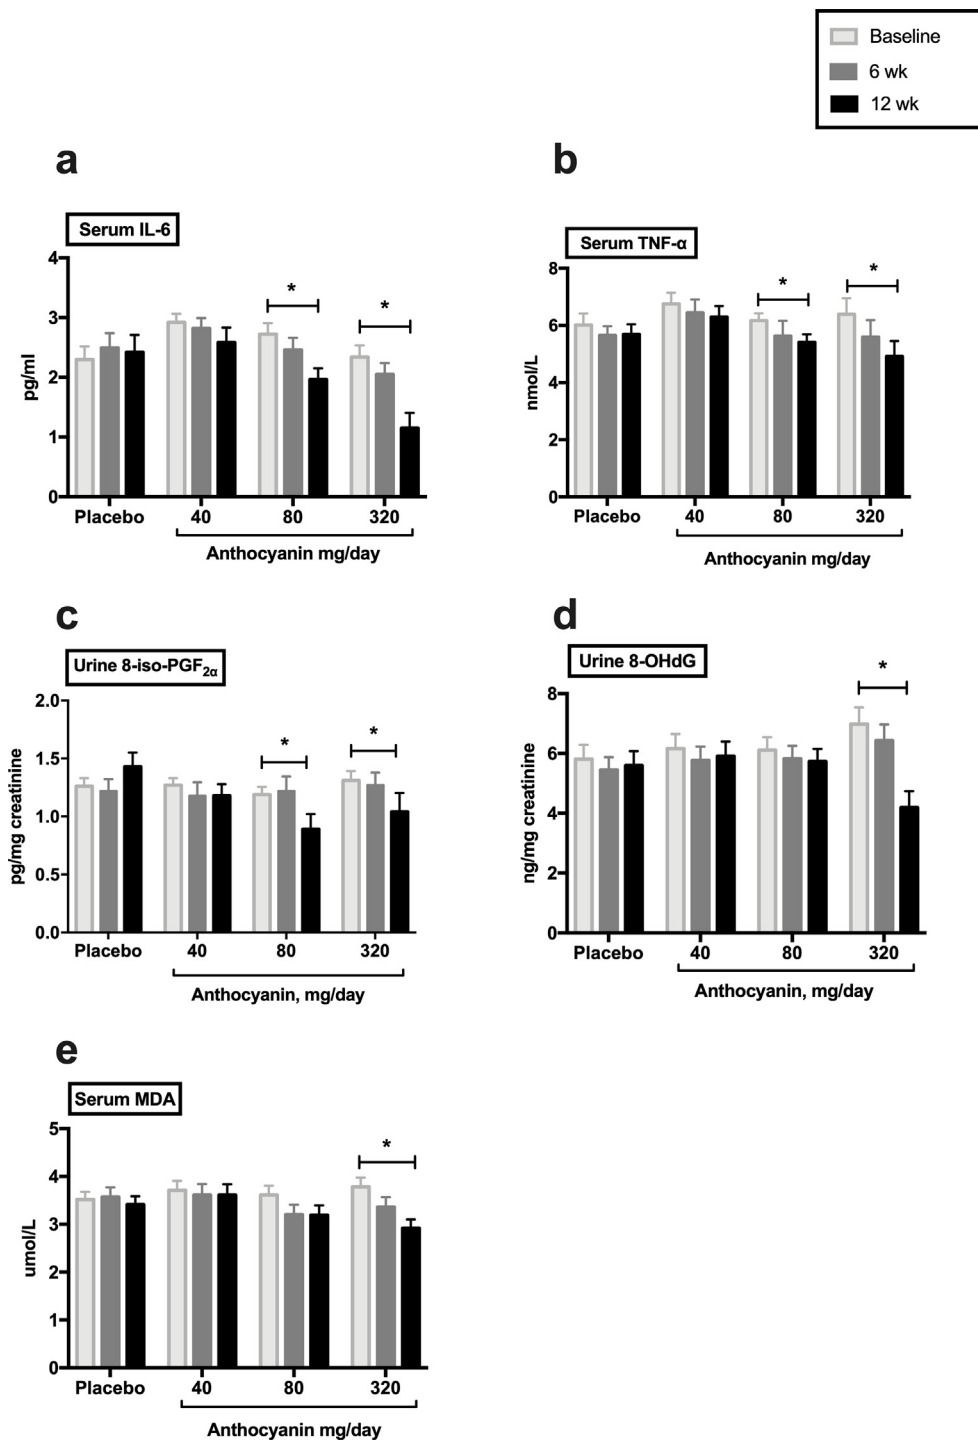 Baseline
6 wk
12 wk
a
Serum IL-6
pg/ml
4
3
2
1
0
*
*
Placebo 40 80 320
Anthocyanin mg/day
b
Serum TNF-α
nmol/L
8
6
4
2
0
*
*
Placebo 40 80 320
Anthocyanin mg/day
c
Urine 8-iso-PGF2α
pg/mg creatinine
2.0
1.5
1.0
0.5
0.0
*
*
Placebo 40 80 320
Anthocyanin, mg/day
d
Urine 8-OHdG
ng/mg creatinine
8
6
4
2
0
*
Placebo 40 80 320
Anthocyanin, mg/day
e
Serum MDA
umol/L
5
4
3
2
1
0
*
Placebo 40 80 320
Anthocyanin mg/day